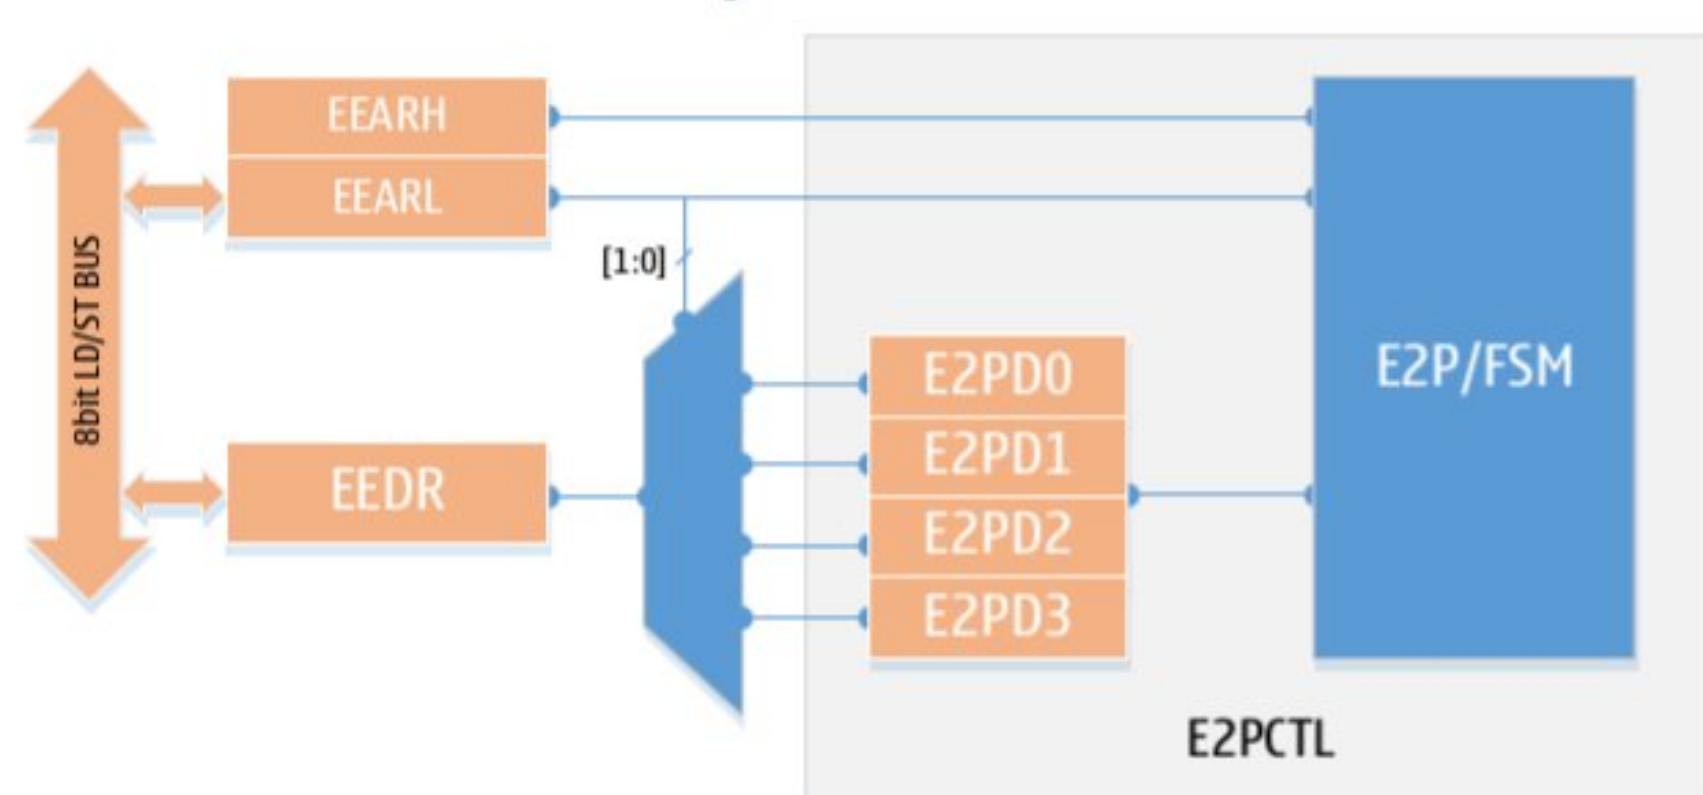 EEARH
EEARL
[1:0]
8bit LD/ST BUS
EEDR
E2PD0
E2PD1
E2PD2
E2PD3
E2P/FSM
E2PCTL